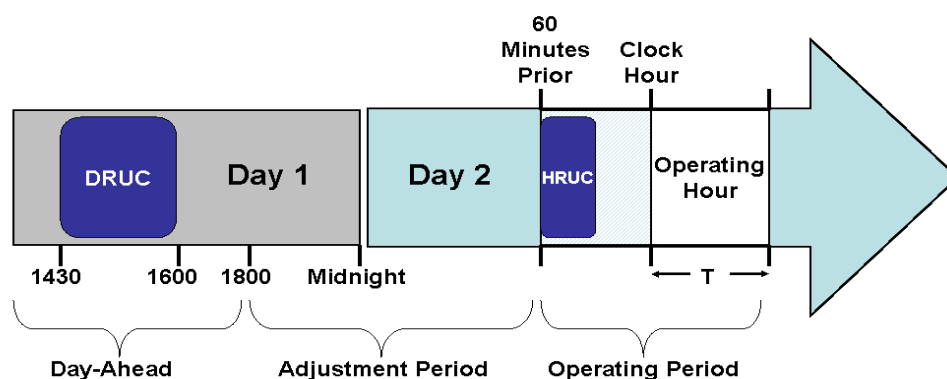 60
Minutes
Prior
Clock
Hour
DRUC
Day 1
Day 2
HRUC
Operating
Hour
1430
1600
1800
Midnight
T
Day-Ahead
Adjustment Period
Operating Period